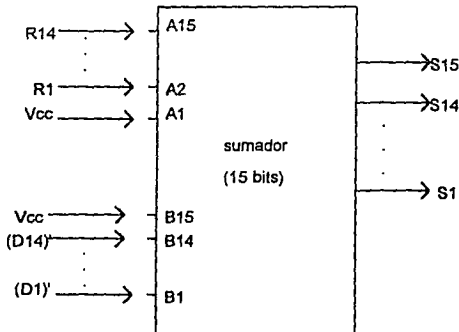 R14 A15
R1 A2
Vcc A1
sumador
(15 bits)
Vcc B15
(D14)' B14
(D1)' B1
S15
S14
S1